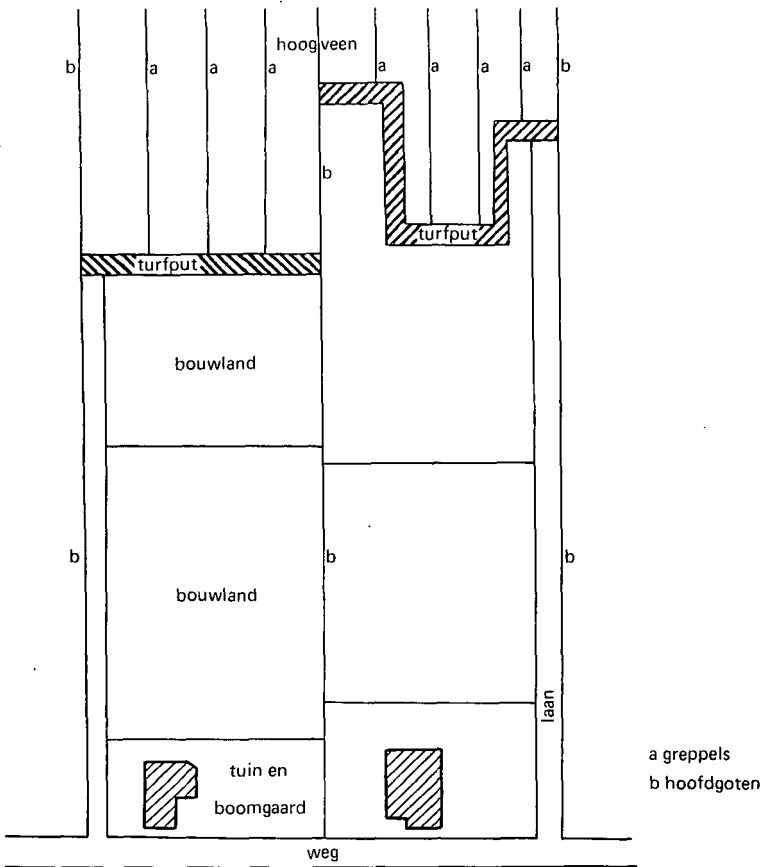 hoogveen
b
a
a
a
a
a
a
a
b
b
turfput
turfput
bouwland
b
b
b
bouwland
laan
tuin en
boomgaard
a greppels
b hoofdgoten
weg